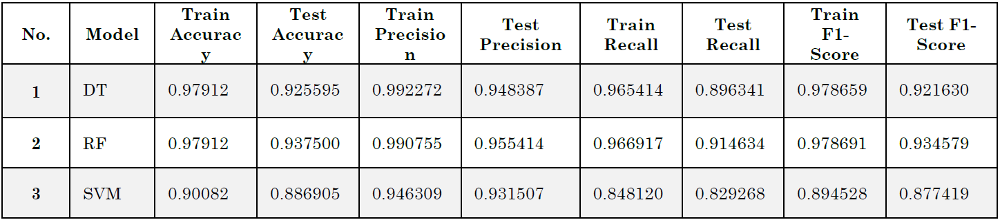 No. Model Train Accuracy Test Accuracy Train Precision Test Precision Train Recall Test Recall Train F1-Score Test F1-Score
1 DT 0.97912 0.925595 0.992272 0.948387 0.965414 0.896341 0.978659 0.921630
2 RF 0.97912 0.937500 0.990755 0.955414 0.966917 0.914634 0.978691 0.934579
3 SVM 0.90082 0.886905 0.946309 0.931507 0.848120 0.829268 0.894528 0.877419